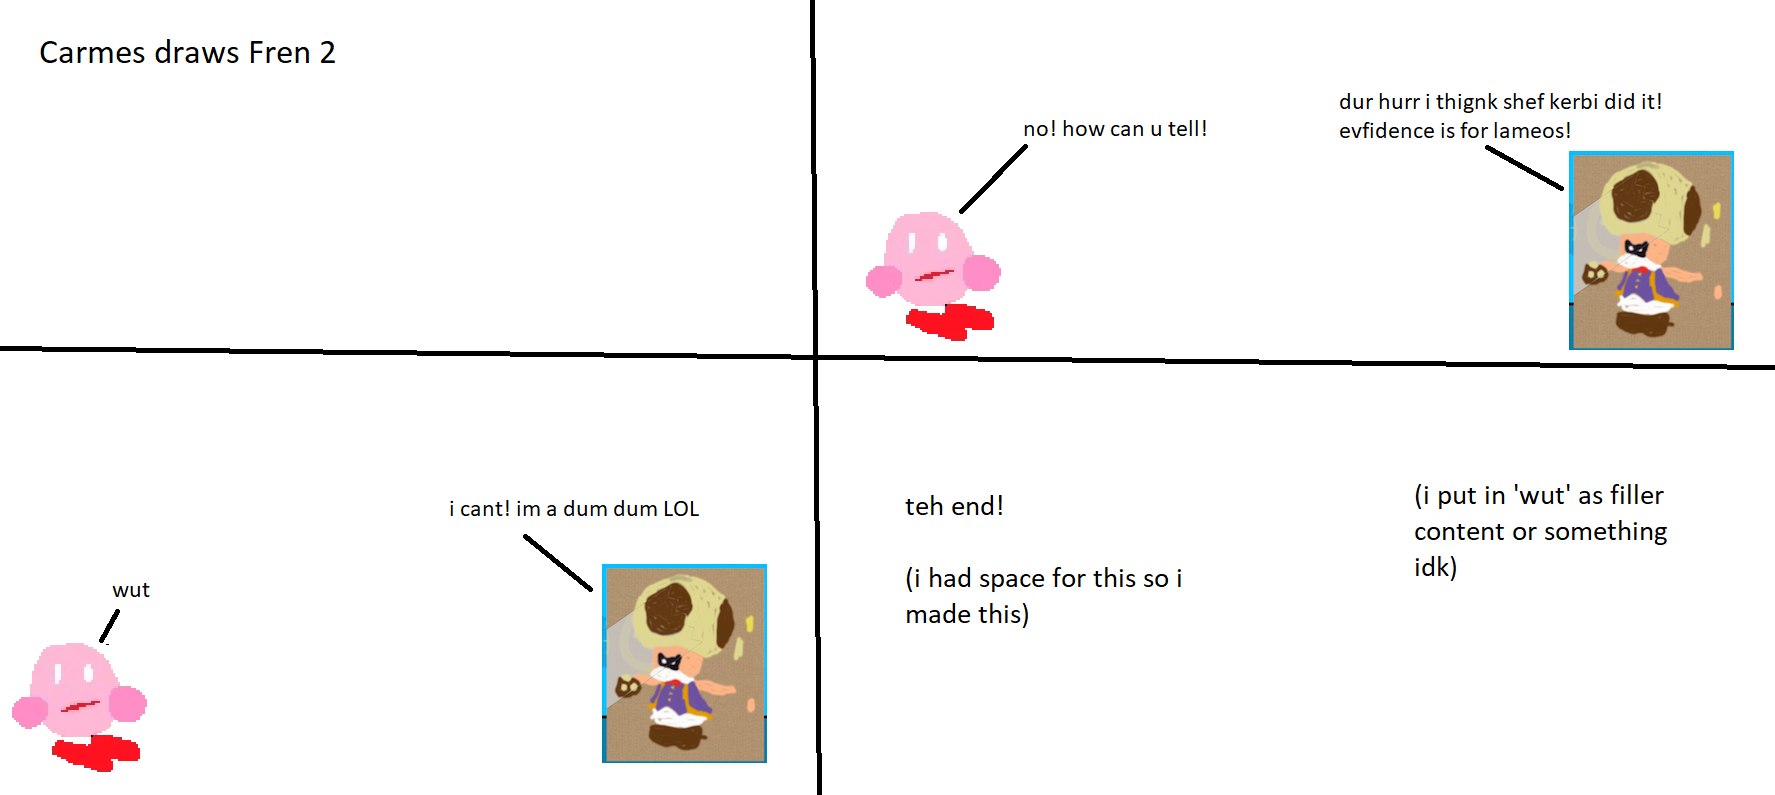 Carmes draws Fren 2
no! how can u tell!
dur hurr i thignk shef kerbi did it!
evfidence is for lameos!
wut
i cant! im a dum dum LOL
teh end!
(i had space for this so i
made this)
(i put in 'wut' as filler
content or something
idk)